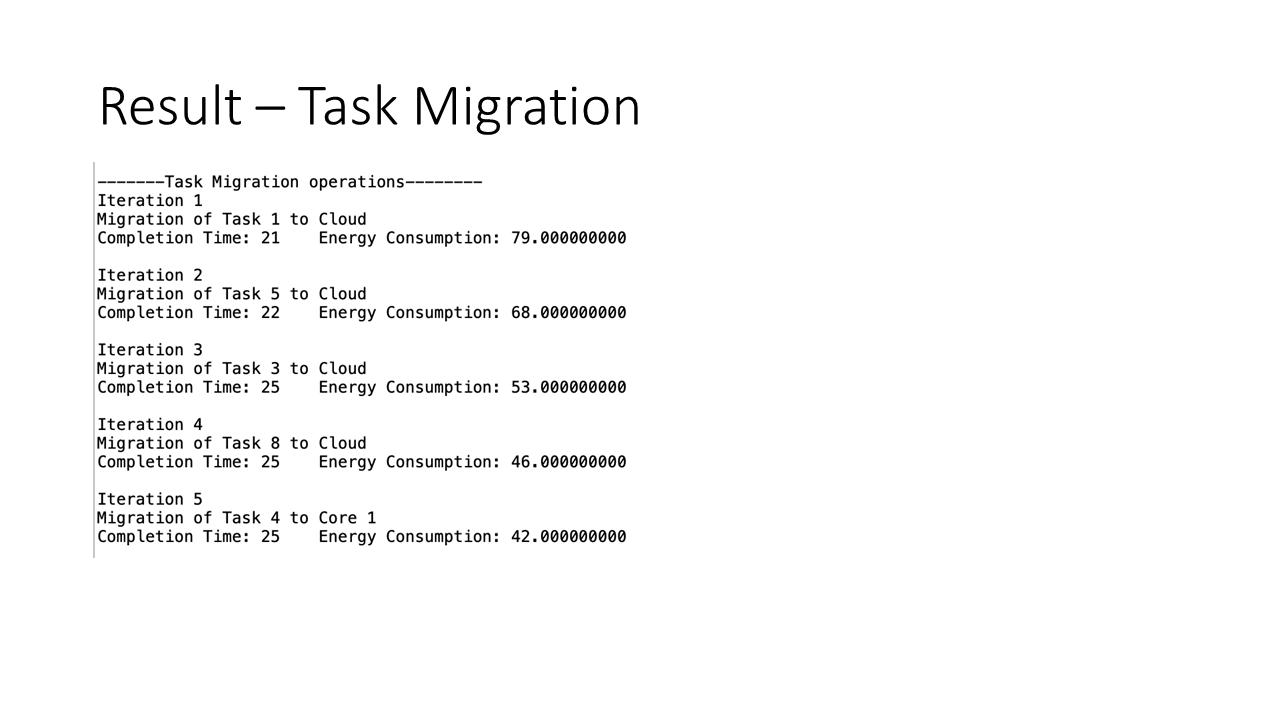 Result – Task Migration
-------Task Migration operations--------
Iteration 1
Migration of Task 1 to Cloud
Completion Time: 21    Energy Consumption: 79.000000000
Iteration 2
Migration of Task 5 to Cloud
Completion Time: 22    Energy Consumption: 68.000000000
Iteration 3
Migration of Task 3 to Cloud
Completion Time: 25    Energy Consumption: 53.000000000
Iteration 4
Migration of Task 8 to Cloud
Completion Time: 25    Energy Consumption: 46.000000000
Iteration 5
Migration of Task 4 to Core 1
Completion Time: 25    Energy Consumption: 42.000000000